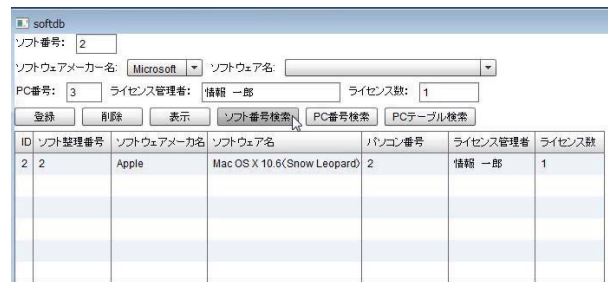 softdb
ソフト番号: 2
ソフトウェアメーカー名: Microsoft ソフトウェア名:
PC番号: 3 ライセンス管理者: 情報 一郎 ライセンス数: 1
登録 削除 表示 ソフト番号検索 PC番号検索 PCテーブル検索
ID ソフト整理番号 ソフトウェアメーカ名 ソフトウェア名 パソコン番号 ライセンス管理者 ライセンス数
2 2 Apple Mac OS X 10.6(Snow Leopard) 2 情報 一郎 1